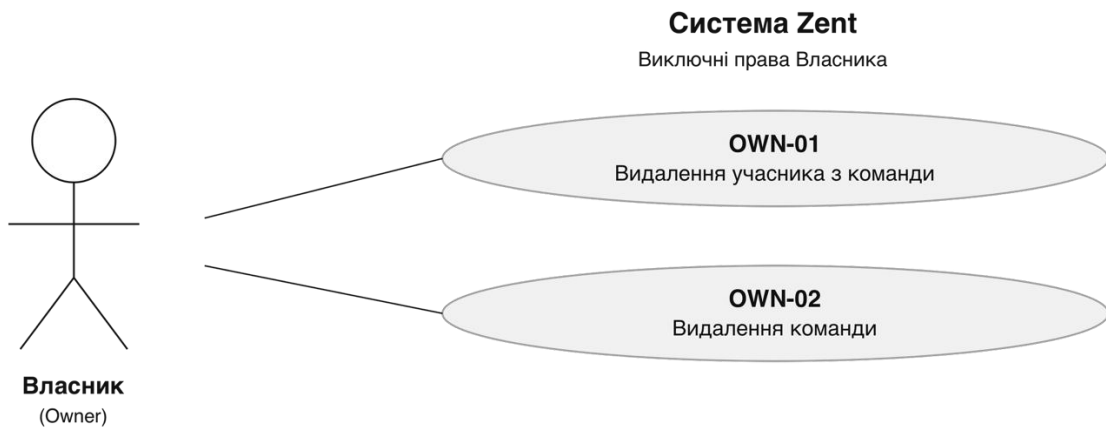 Система Zent
Виключні права Власника
OWN-01
Видалення учасника з команди
OWN-02
Видалення команди
Власник
(Owner)